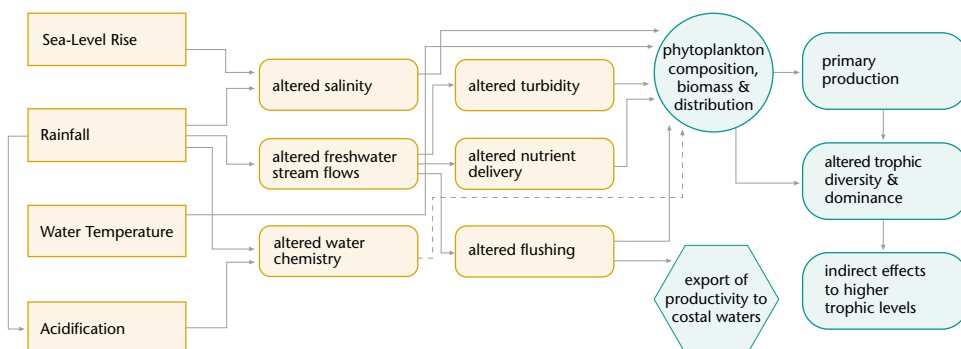 Sea-Level Rise
Rainfall
Water Temperature
Acidification
altered salinity
altered freshwater
stream flows
altered water
chemistry
altered turbidity
altered nutrient
delivery
altered flushing
phytoplankton
composition,
biomass &
distribution
export of
productivity to
costal waters
primary
production
altered trophic
diversity &
dominance
indirect effects
to higher
trophic levels